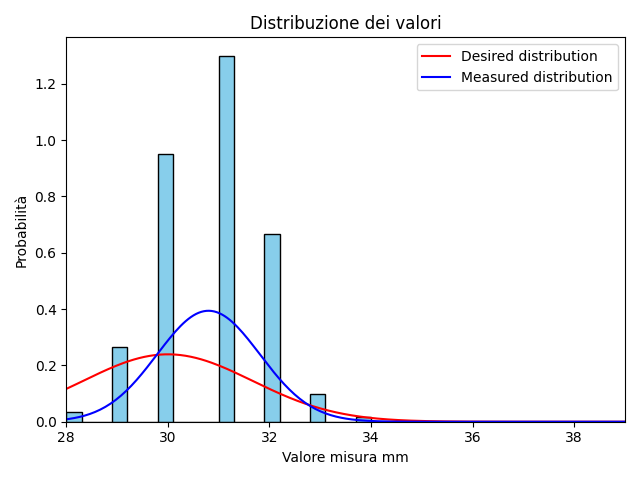 Distribuzione dei valori
Desired distribution
Measured distribution
Probabilità
1.2
1.0
0.8
0.6
0.4
0.2
0.0
28 30 32 34 36 38
Valore misura mm